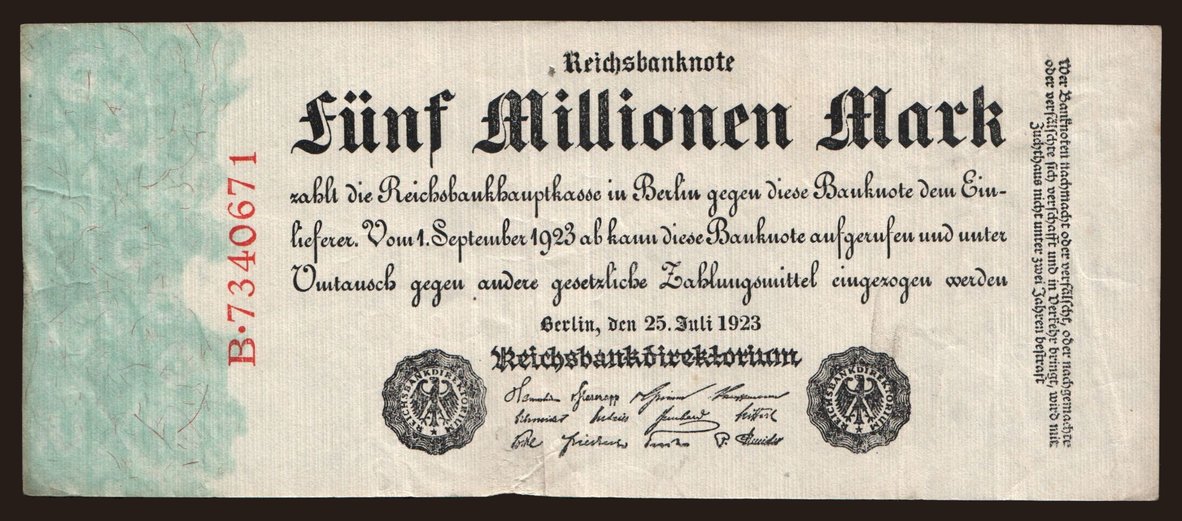 Reichsbanknote
Fünf Millionen Mark
zahlt die Reichsbankhauptkasse in Berlin gegen diese Banknote dem Ein-
lieferer. Vom 1. September 1923 ab kann diese Banknote aufgerufen und unter
Umtausch gegen andere gesetzliche Zahlungsmittel eingezogen werden
Berlin, den 25. Juli 1923
Reichsbankdirektorium
REICHSBANKDIREKTORIUM
REICHSBANKDIREKTORIUM
B·7340671
Wer Banknoten nachmacht oder verfälscht, oder nachgemachte
oder verfälschte sich verschafft und in Verkehr bringt, wird mit
Zuchthaus nicht unter zwei Jahren bestraft